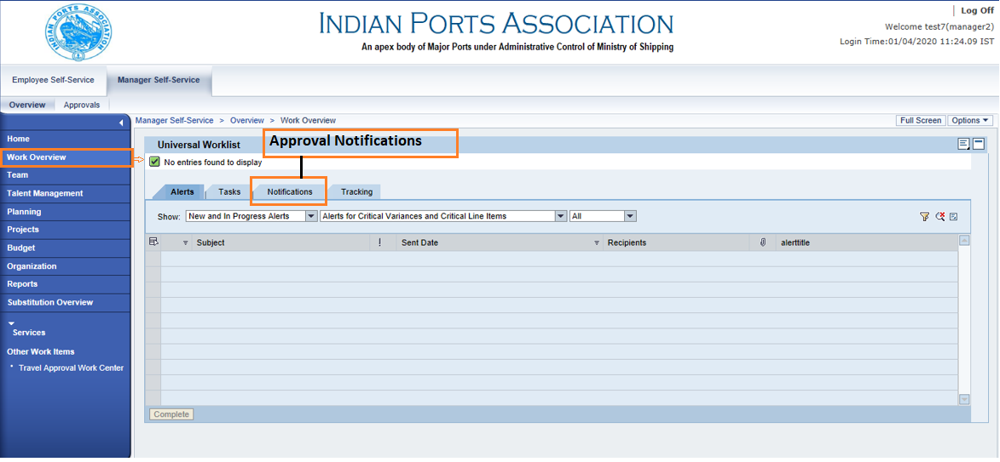 INDIAN PORTS ASSOCIATION
INDIAN PORTS ASSOCIATION
An apex body of Major Ports under Administrative Control of Ministry of Shipping
Log Off
Welcome test7(manager2)
Login Time:01/04/2020 11:24.09 IST
Employee Self-Service Manager Self-Service
Overview Approvals
Manager Self-Service > Overview > Work Overview Full Screen Options
Home
Work Overview
Team
Talent Management
Planning
Projects
Budget
Organization
Reports
Substitution Overview
Services
Other Work Items
• Travel Approval Work Center
Universal Worklist
Approval Notifications
No entries found to display
Alerts Tasks Notifications Tracking
Show: New and In Progress Alerts Alerts for Critical Variances and Critical Line Items All
Subject ! Sent Date Recipients alerttitle
Complete